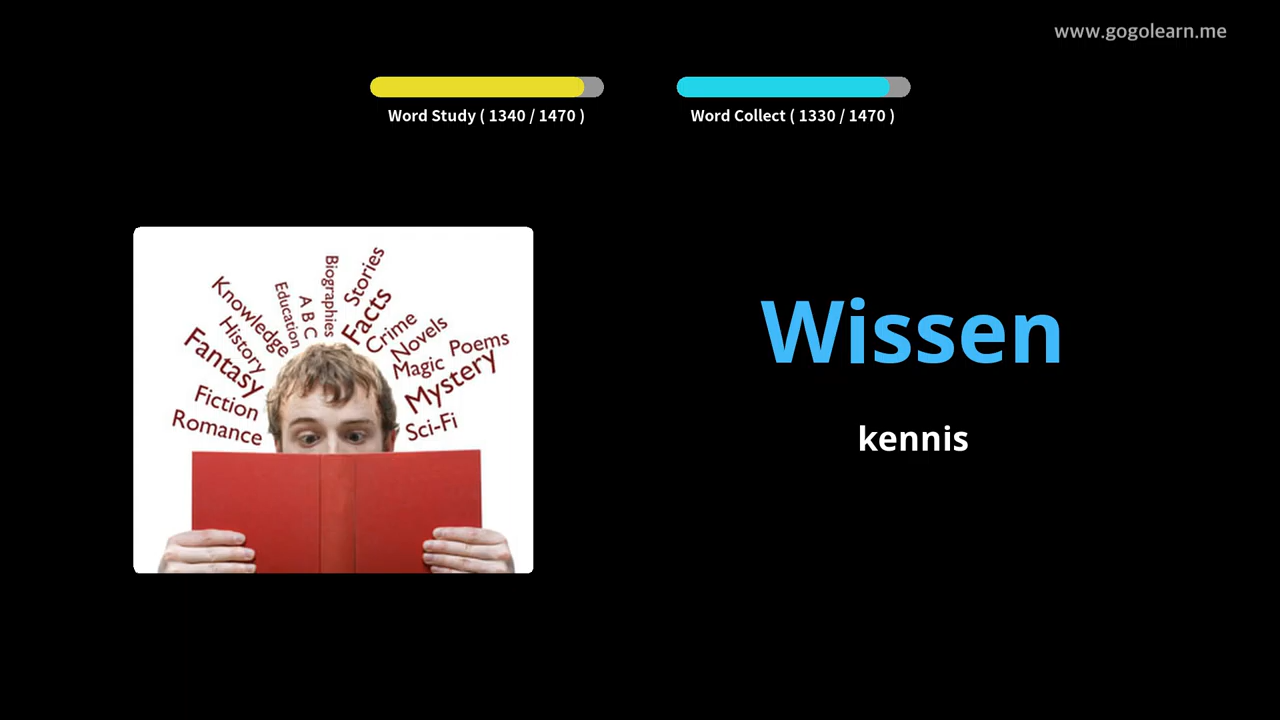 www.gogolearn.me
Word Study ( 1340 / 1470 )
Word Collect ( 1330 / 1470 )
Biographies
Stories
Knowledge
Education
A B C
Facts
Crime
History
Novels
Poems
Fantasy
Magic
Mystery
Fiction
Sci-Fi
Romance
Wissen
kennis